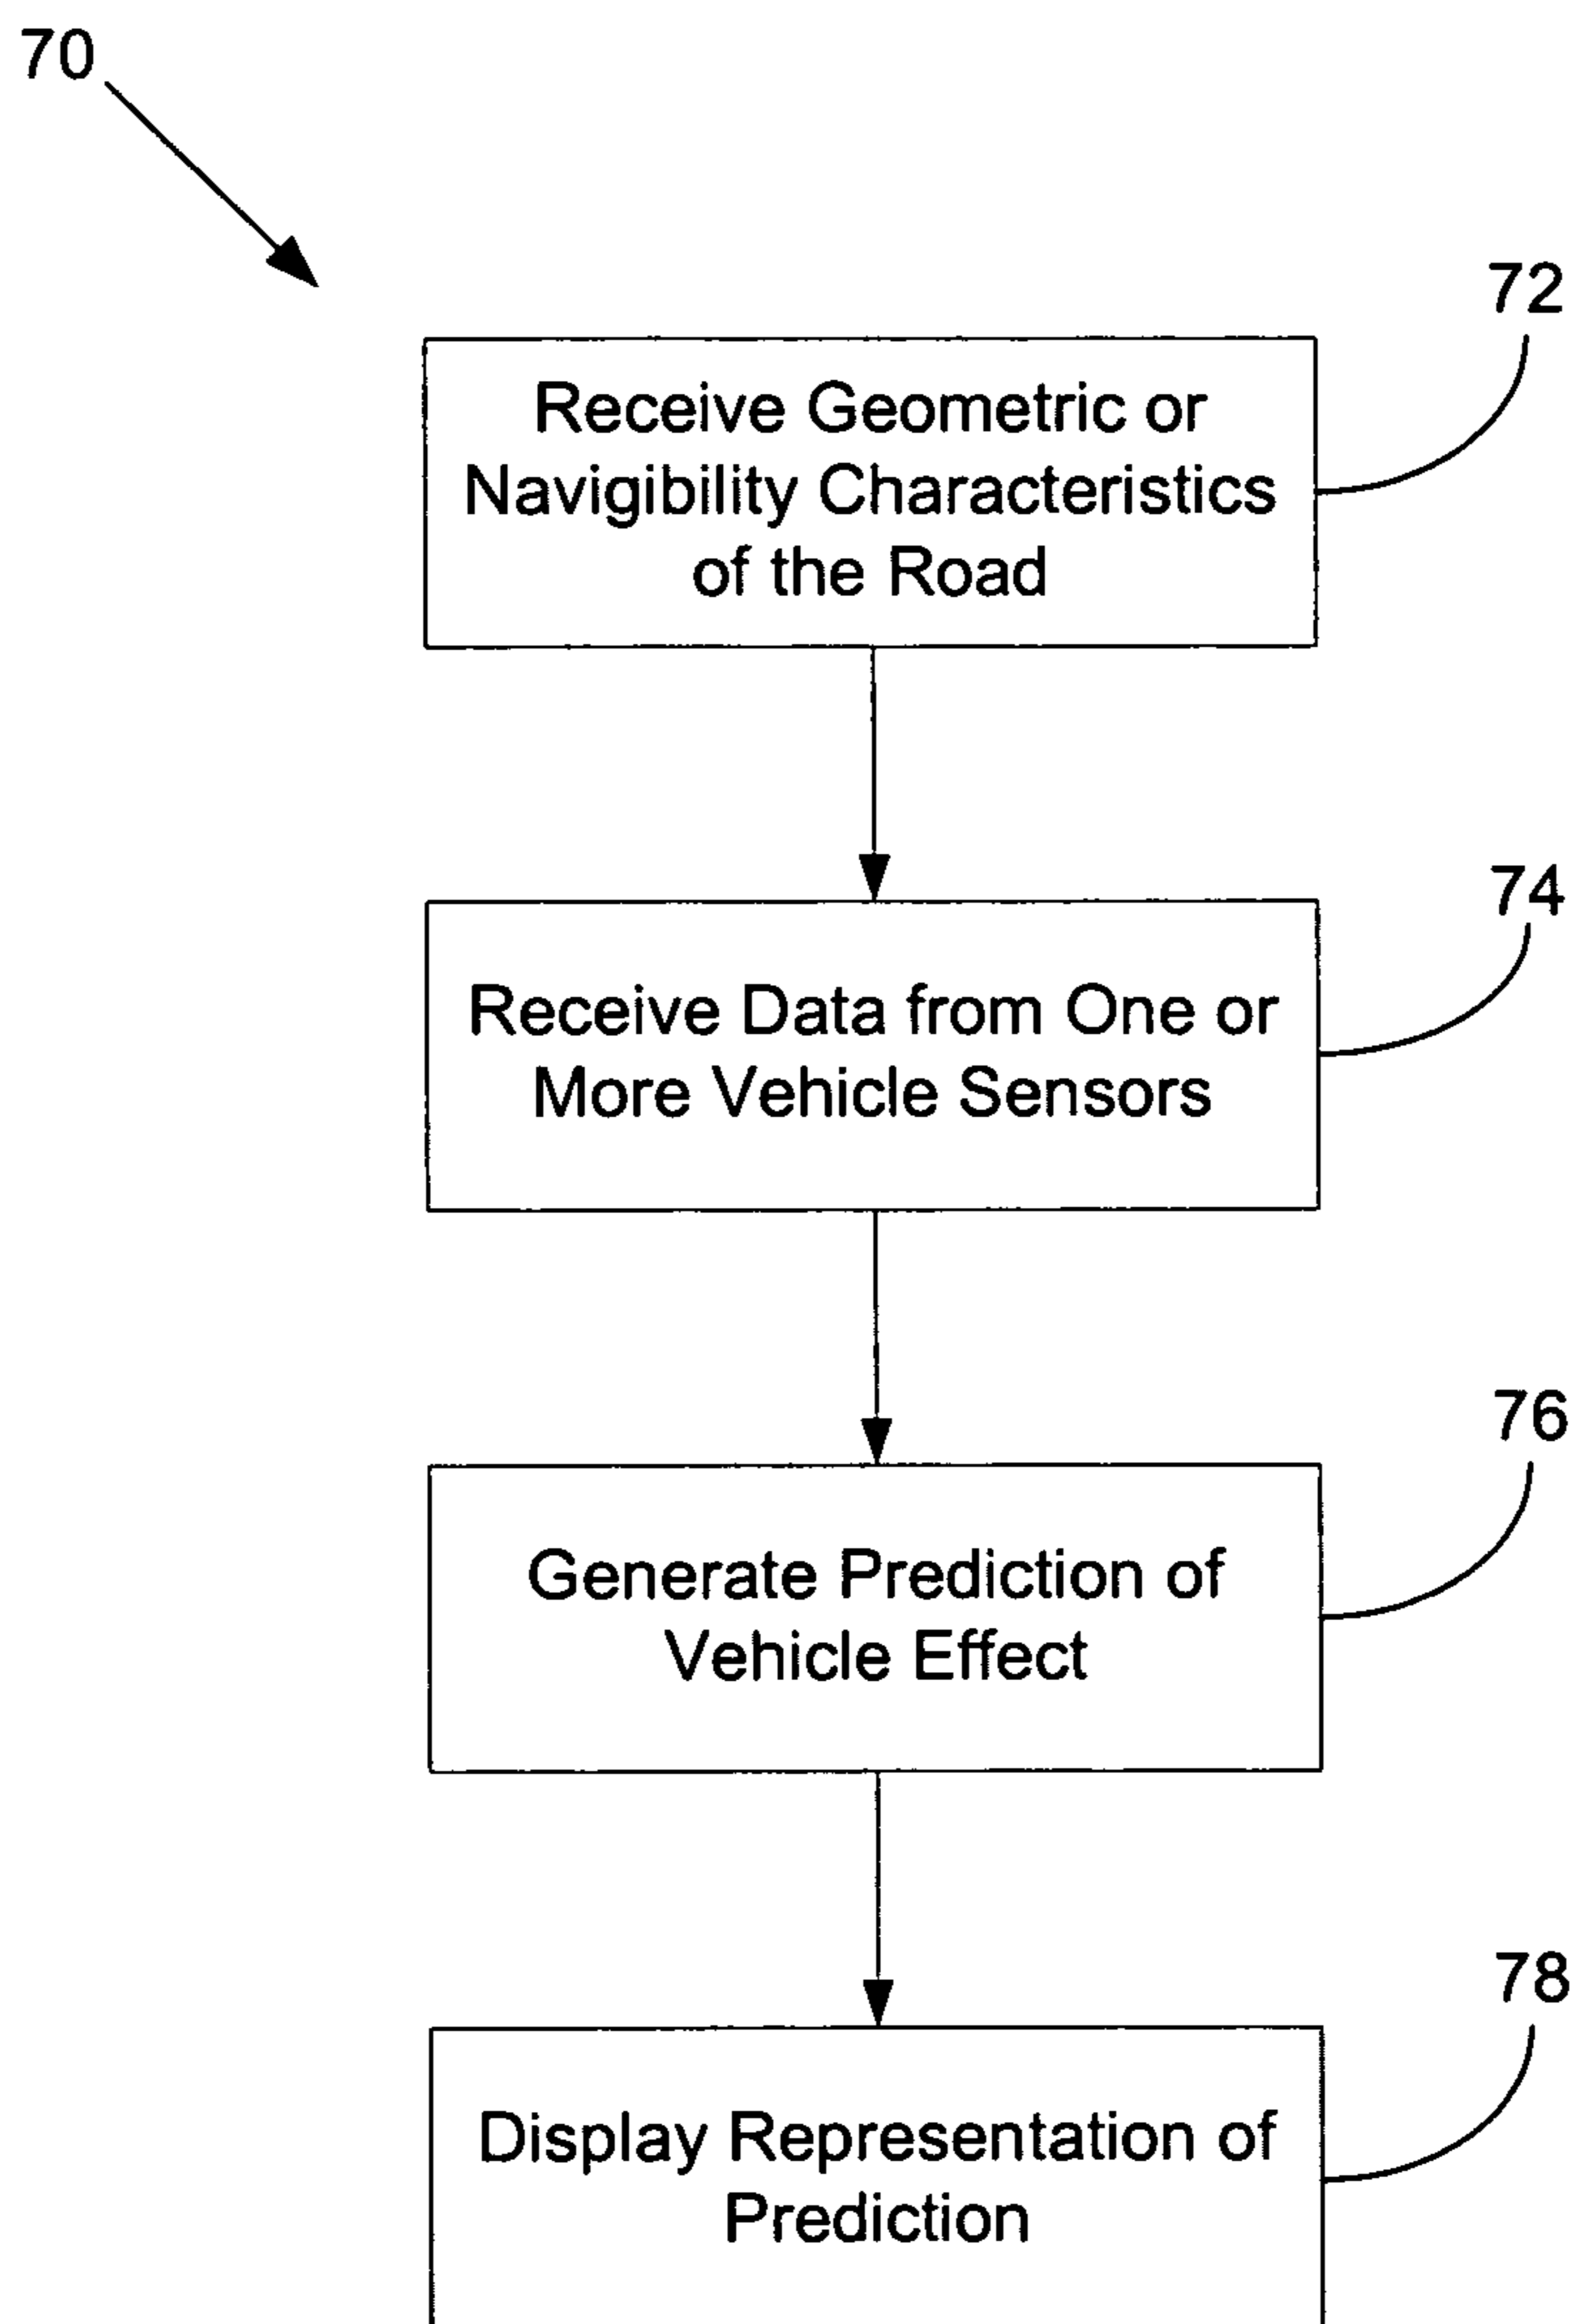 70
72
Receive Geometric or
Navigibility Characteristics
of the Road
74
Receive Data from One or
More Vehicle Sensors
76
Generate Prediction of
Vehicle Effect
78
Display Representation of
Prediction